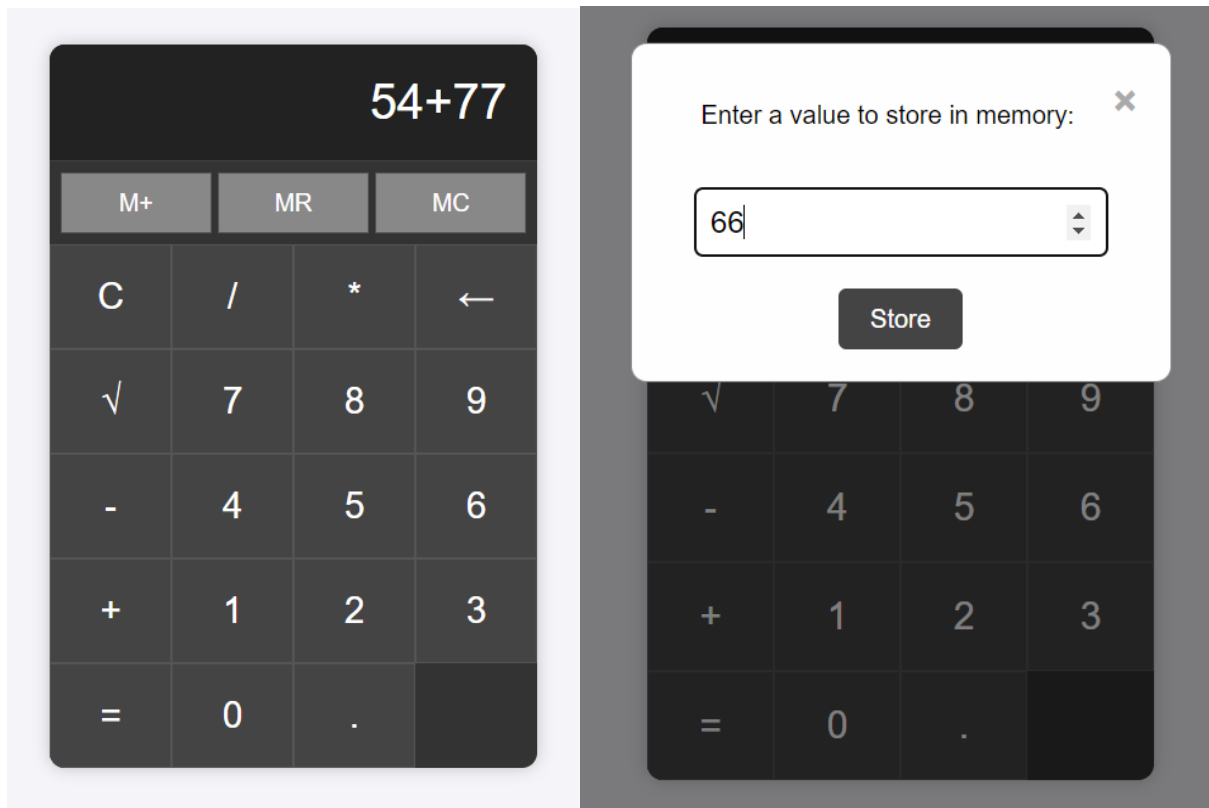 54+77
M+ MR MC
C / * ←
√ 7 8 9
- 4 5 6
+ 1 2 3
= 0 .
Enter a value to store in memory: ×
66
Store
√ 7 8 9
- 4 5 6
+ 1 2 3
= 0 .